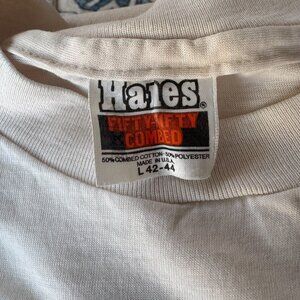 Hanes®
FIFTY-FIFTY
COMBED
50% COMBED COTTON-50% POLYESTER
MADE IN U.S.A.
L 42-44